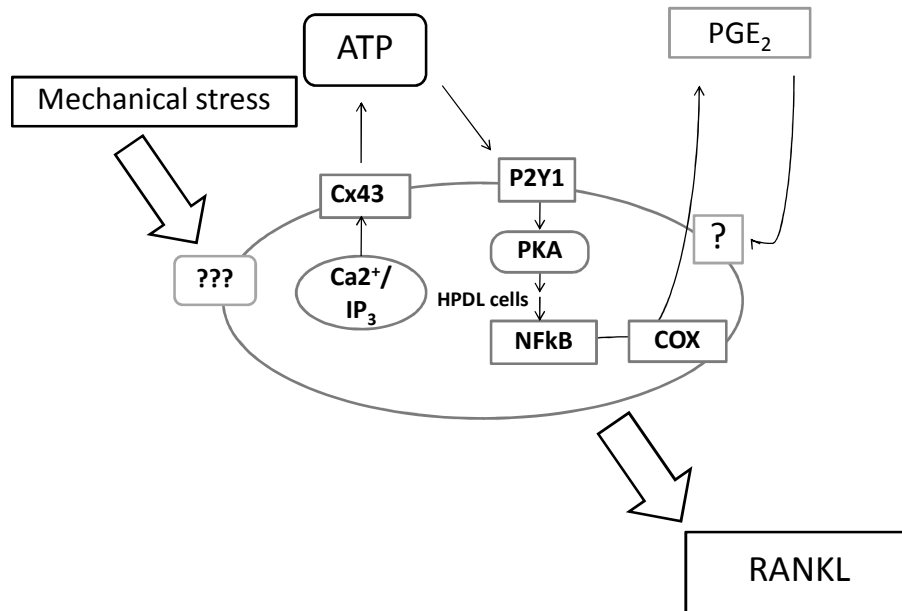 ATP
PGE₂
Mechanical stress
Cx43
P2Y1
?
PKA
???
Ca2⁺/
IP₃
HPDL cells
NFkB
COX
RANKL